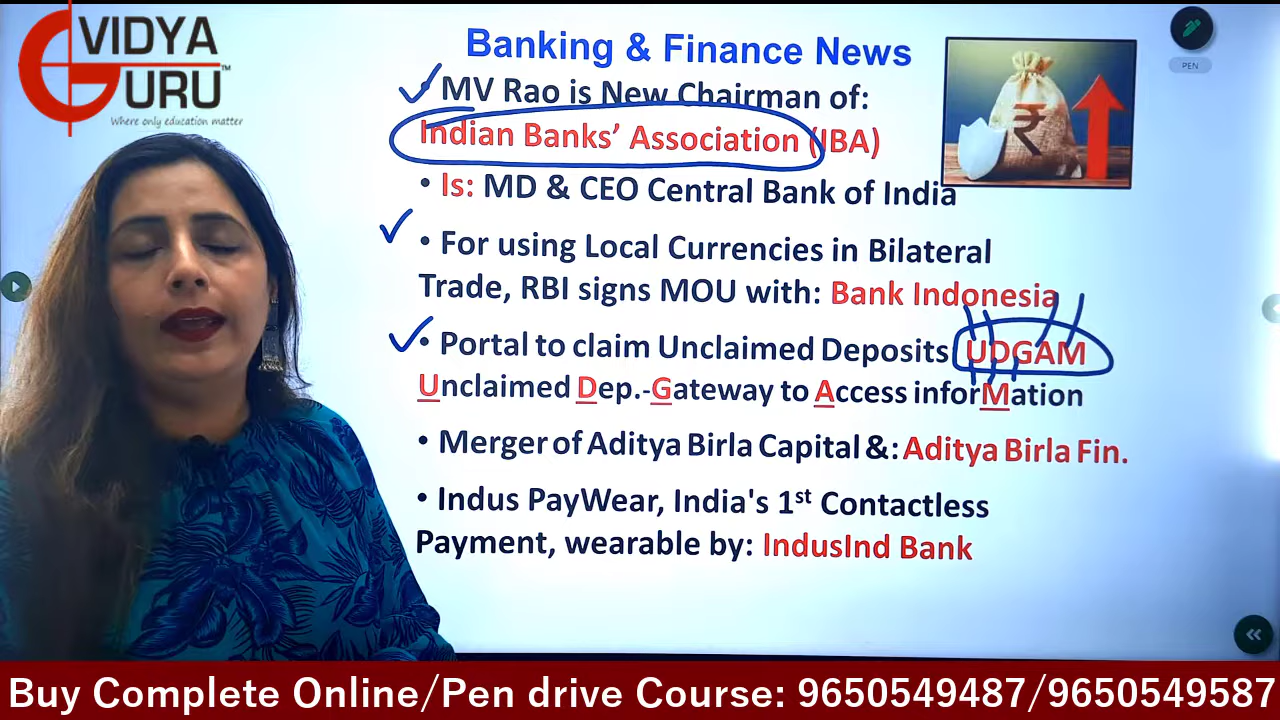 VIDYA
GURU™
Where only education matter
Banking & Finance News
MV Rao is New Chairman of:
Indian Banks’ Association (IBA)
• Is: MD & CEO Central Bank of India
• For using Local Currencies in Bilateral
Trade, RBI signs MOU with: Bank Indonesia
• Portal to claim Unclaimed Deposits UDGAM
Unclaimed Dep.-Gateway to Access inforMation
• Merger of Aditya Birla Capital &: Aditya Birla Fin.
• Indus PayWear, India's 1st Contactless
Payment, wearable by: IndusInd Bank
PEN
Buy Complete Online/Pen drive Course: 9650549487/9650549587